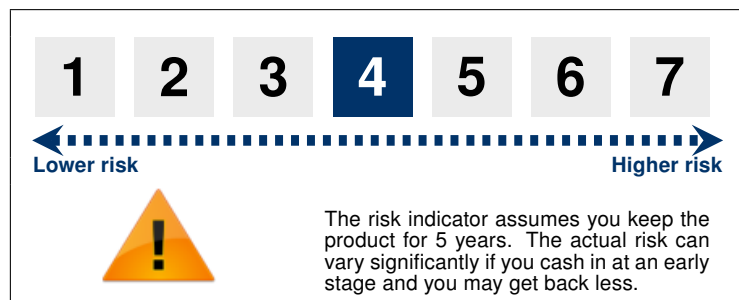 1 2 3 4 5 6 7
Lower risk Higher risk
!
The risk indicator assumes you keep the
product for 5 years. The actual risk can
vary significantly if you cash in at an early
stage and you may get back less.